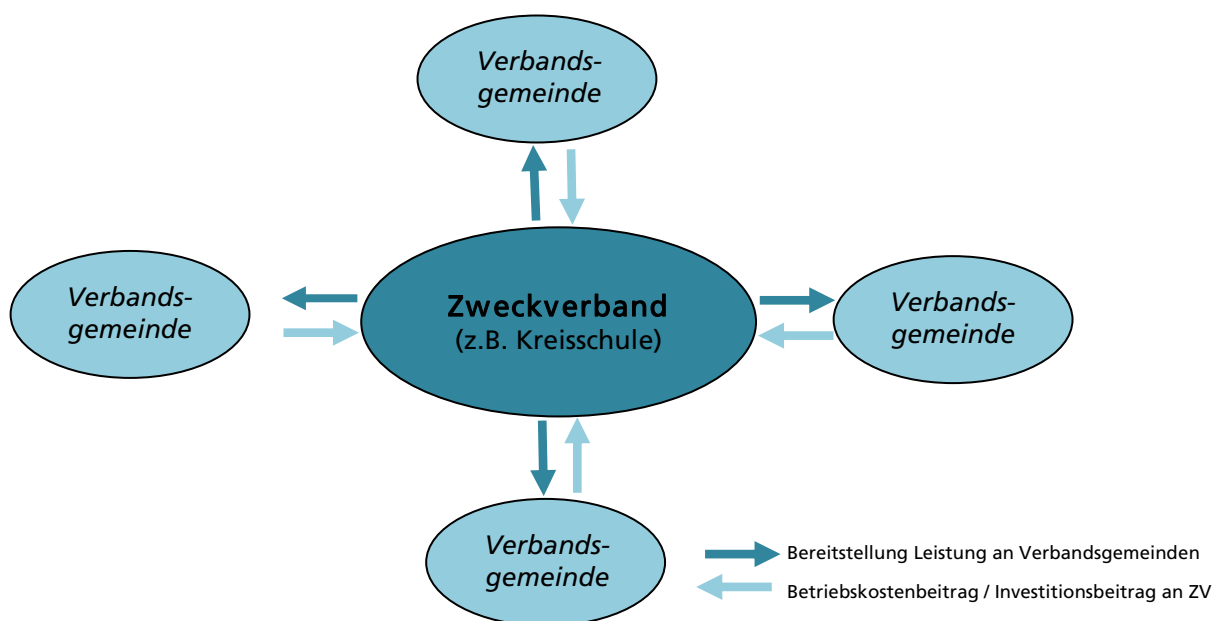 Verbands-
gemeinde
Verbands-
gemeinde
Zweckverband
(z.B. Kreisschule)
Verbands-
gemeinde
Verbands-
gemeinde
Bereitstellung Leistung an Verbandsgemeinden
Betriebskostenbeitrag / Investitionsbeitrag an ZV